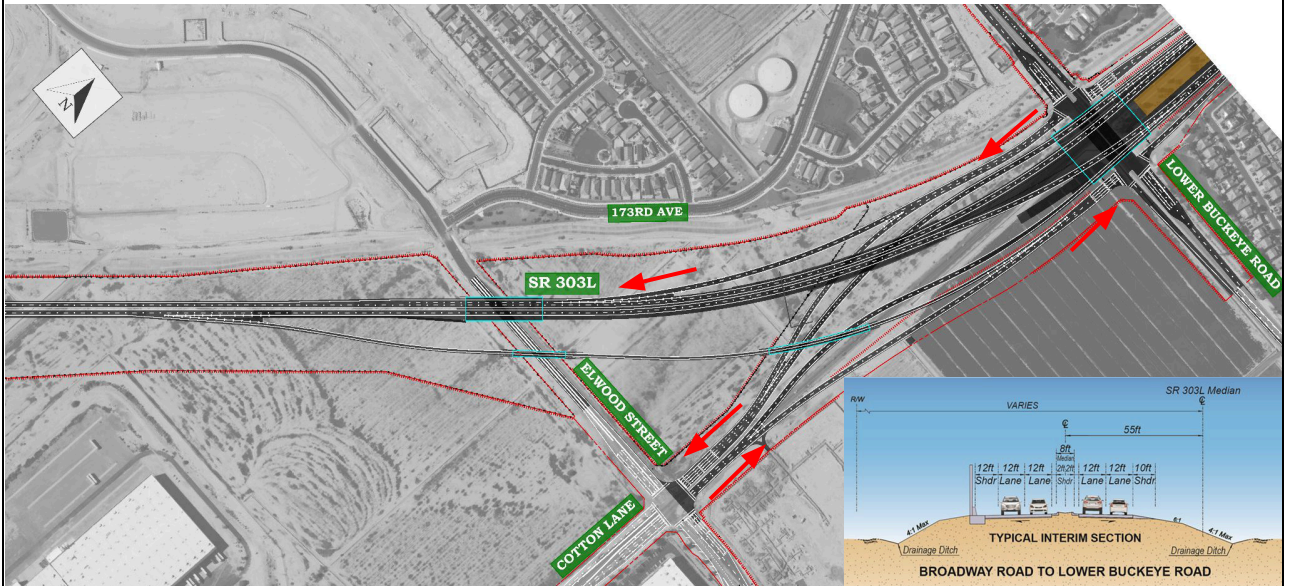 N
173RD AVE
LOWER BUCKEYE ROAD
SR 303L
ELWOOD STREET
COTTON LANE
SR 303L Median
℄
R/W
VARIES
℄
55ft
8ft
Median
12ft 12ft 12ft 2ft 2ft 12ft 12ft 10ft
Shdr Lane Lane Shdr Lane Lane Shdr
4:1 Max
6:1
4:1 Max
TYPICAL INTERIM SECTION
Drainage Ditch
Drainage Ditch
BROADWAY ROAD TO LOWER BUCKEYE ROAD